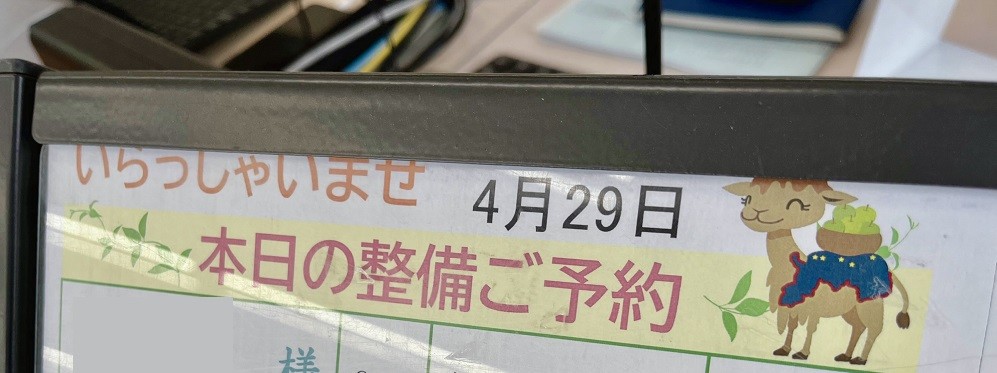 いらっしゃいませ
4月29日
本日の整備ご予約
様